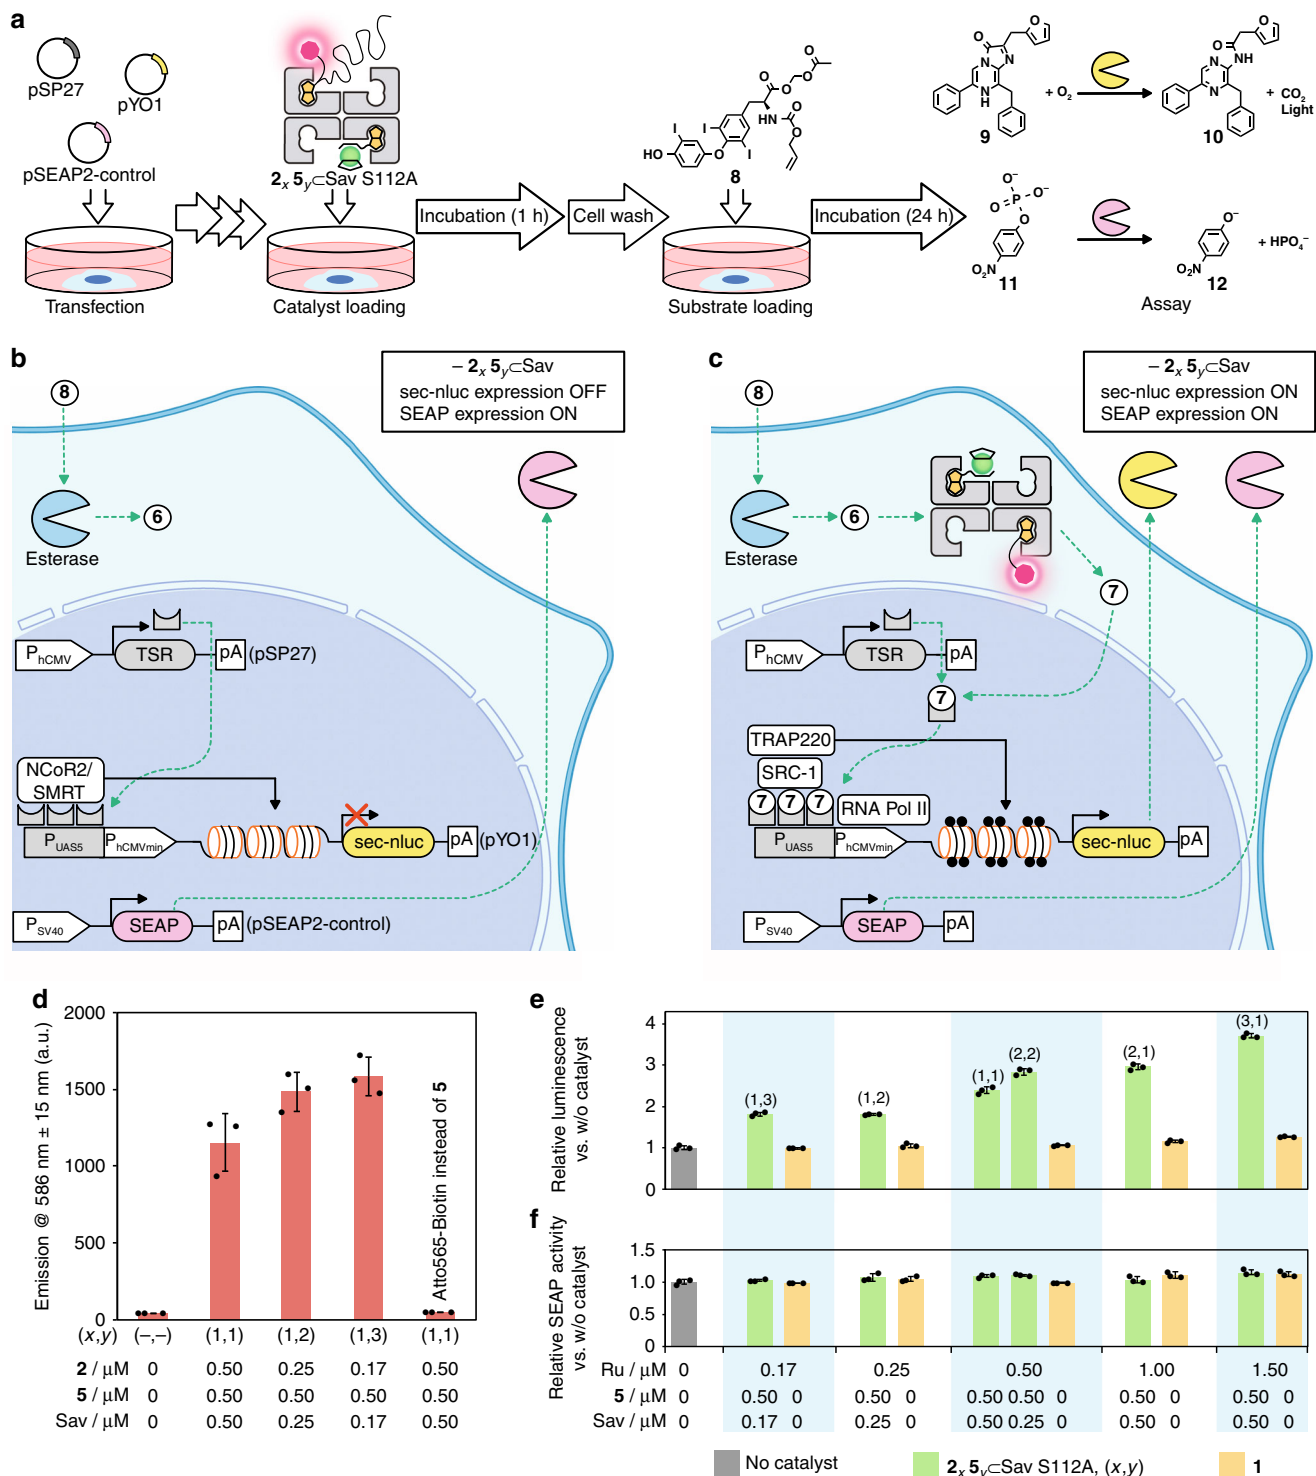 a
pSP27
pYO1
pSEAP2-control
2x 5y⊂Sav S112A
Transfection
Catalyst loading
Incubation (1 h)
Cell wash
8
Substrate loading
Incubation (24 h)
HO
I
I
I
O
O
O
O
O
HN
O
O
O
N
N
N
H
9
+ O2
O
O
HN
N
N
10
+ CO2
Light
O−
O
P
O−
O
O2N
11
O−
O2N
12
+ HPO4−
Assay
b
− 2x 5y⊂Sav
sec-nluc expression OFF
SEAP expression ON
8
Esterase
6
PhCMV
TSR
pA
(pSP27)
NCoR2/
SMRT
PUAS5
PhCMVmin
sec-nluc
pA
(pYO1)
PSV40
SEAP
pA
(pSEAP2-control)
c
− 2x 5y⊂Sav
sec-nluc expression ON
SEAP expression ON
8
Esterase
6
7
PhCMV
TSR
pA
7
TRAP220
SRC-1
7 7 7
RNA Pol II
PUAS5
PhCMVmin
sec-nluc
pA
PSV40
SEAP
pA
d
Emission @ 586 nm ± 15 nm (a.u.)
2000
1500
1000
500
0
Atto565-Biotin instead of 5
(x,y) (−,−) (1,1) (1,2) (1,3) (1,1)
2 / μM 0 0.50 0.25 0.17 0.50
5 / μM 0 0.50 0.50 0.50 0.50
Sav / μM 0 0.50 0.25 0.17 0.50
e
Relative luminescence
vs. w/o catalyst
4
3
2
1
0
(1,3)
(1,2)
(1,1)
(2,2)
(2,1)
(3,1)
f
Relative SEAP activity
vs. w/o catalyst
1.5
1.0
0.5
0
Ru / μM 0 0.17 0.25 0.50 1.00 1.50
5 / μM 0 0.50 0 0.50 0 0.50 0.50 0 0.50 0 0.50 0
Sav / μM 0 0.17 0 0.25 0 0.50 0.25 0 0.50 0 0.50 0
No catalyst
2x 5y⊂Sav S112A, (x,y)
1